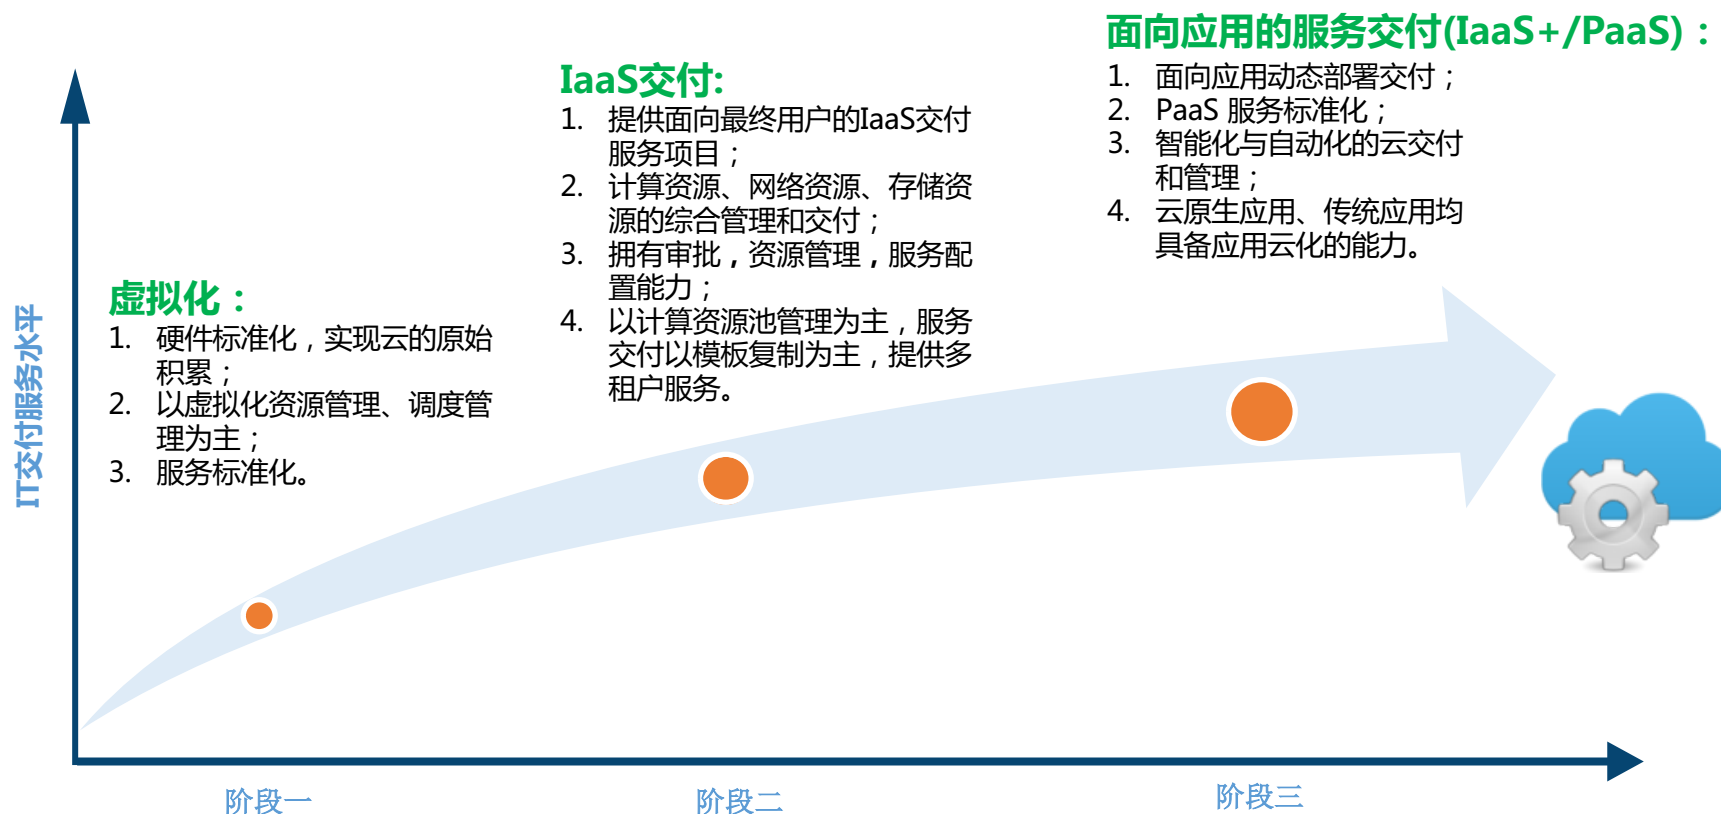 面向应用的服务交付(IaaS+/PaaS)：
1. 面向应用动态部署交付；
2. PaaS 服务标准化；
3. 智能化与自动化的云交付
和管理；
4. 云原生应用、传统应用均
具备应用云化的能力。
IaaS交付:
1. 提供面向最终用户的IaaS交付
服务项目；
2. 计算资源、网络资源、存储资
源的综合管理和交付；
3. 拥有审批，资源管理，服务配
置能力；
4. 以计算资源池管理为主，服务
交付以模板复制为主，提供多
租户服务。
虚拟化：
1. 硬件标准化，实现云的原始
积累；
2. 以虚拟化资源管理、调度管
理为主；
3. 服务标准化。
IT交付服务水平
阶段一
阶段二
阶段三